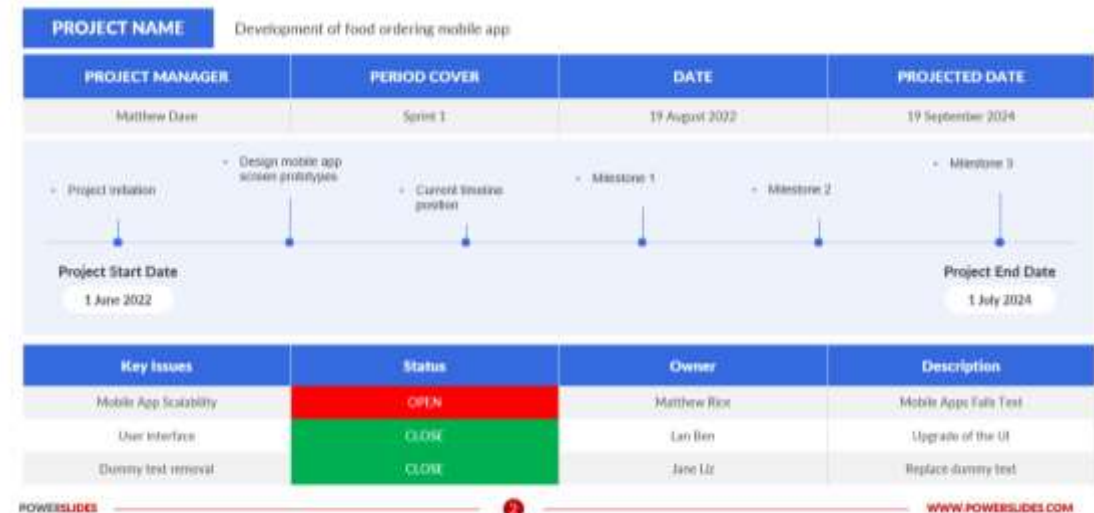 PROJECT NAME
Development of food ordering mobile app
PROJECT MANAGER PERIOD COVER DATE PROJECTED DATE
Matthew Dave Sprint 1 19 August 2022 19 September 2024
Project Initiation
Design mobile app
screen prototypes
Current timeline
position
Milestone 1
Milestone 2
Milestone 3
Project Start Date
1 June 2022
Project End Date
1 July 2024
Key Issues Status Owner Description
Mobile App Scalability OPEN Matthew Rice Mobile Apps Fails Test
User Interface CLOSE Lan Ben Upgrade of the UI
Dummy text removal CLOSE Jane Liz Replace dummy text
POWERSLIDES 2 WWW.POWERSLIDES.COM